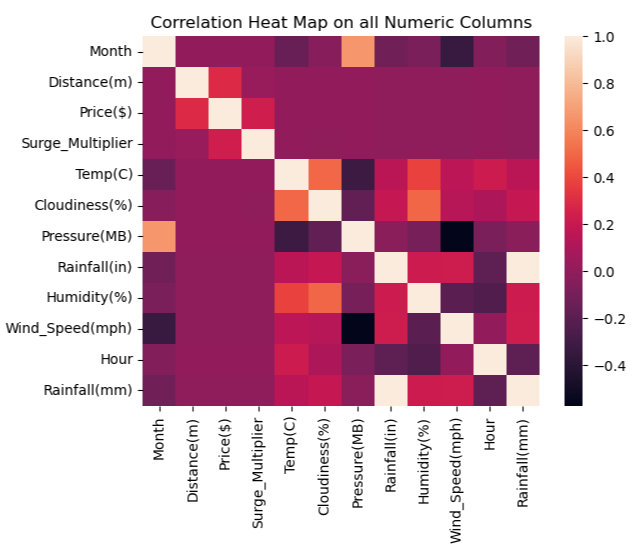 Correlation Heat Map on all Numeric Columns
Month
Distance(m)
Price($)
Surge_Multiplier
Temp(C)
Cloudiness(%)
Pressure(MB)
Rainfall(in)
Humidity(%)
Wind_Speed(mph)
Hour
Rainfall(mm)
Month
Distance(m)
Price($)
Surge_Multiplier
Temp(C)
Cloudiness(%)
Pressure(MB)
Rainfall(in)
Humidity(%)
Wind_Speed(mph)
Hour
Rainfall(mm)
1.0
0.8
0.6
0.4
0.2
0.0
−0.2
−0.4